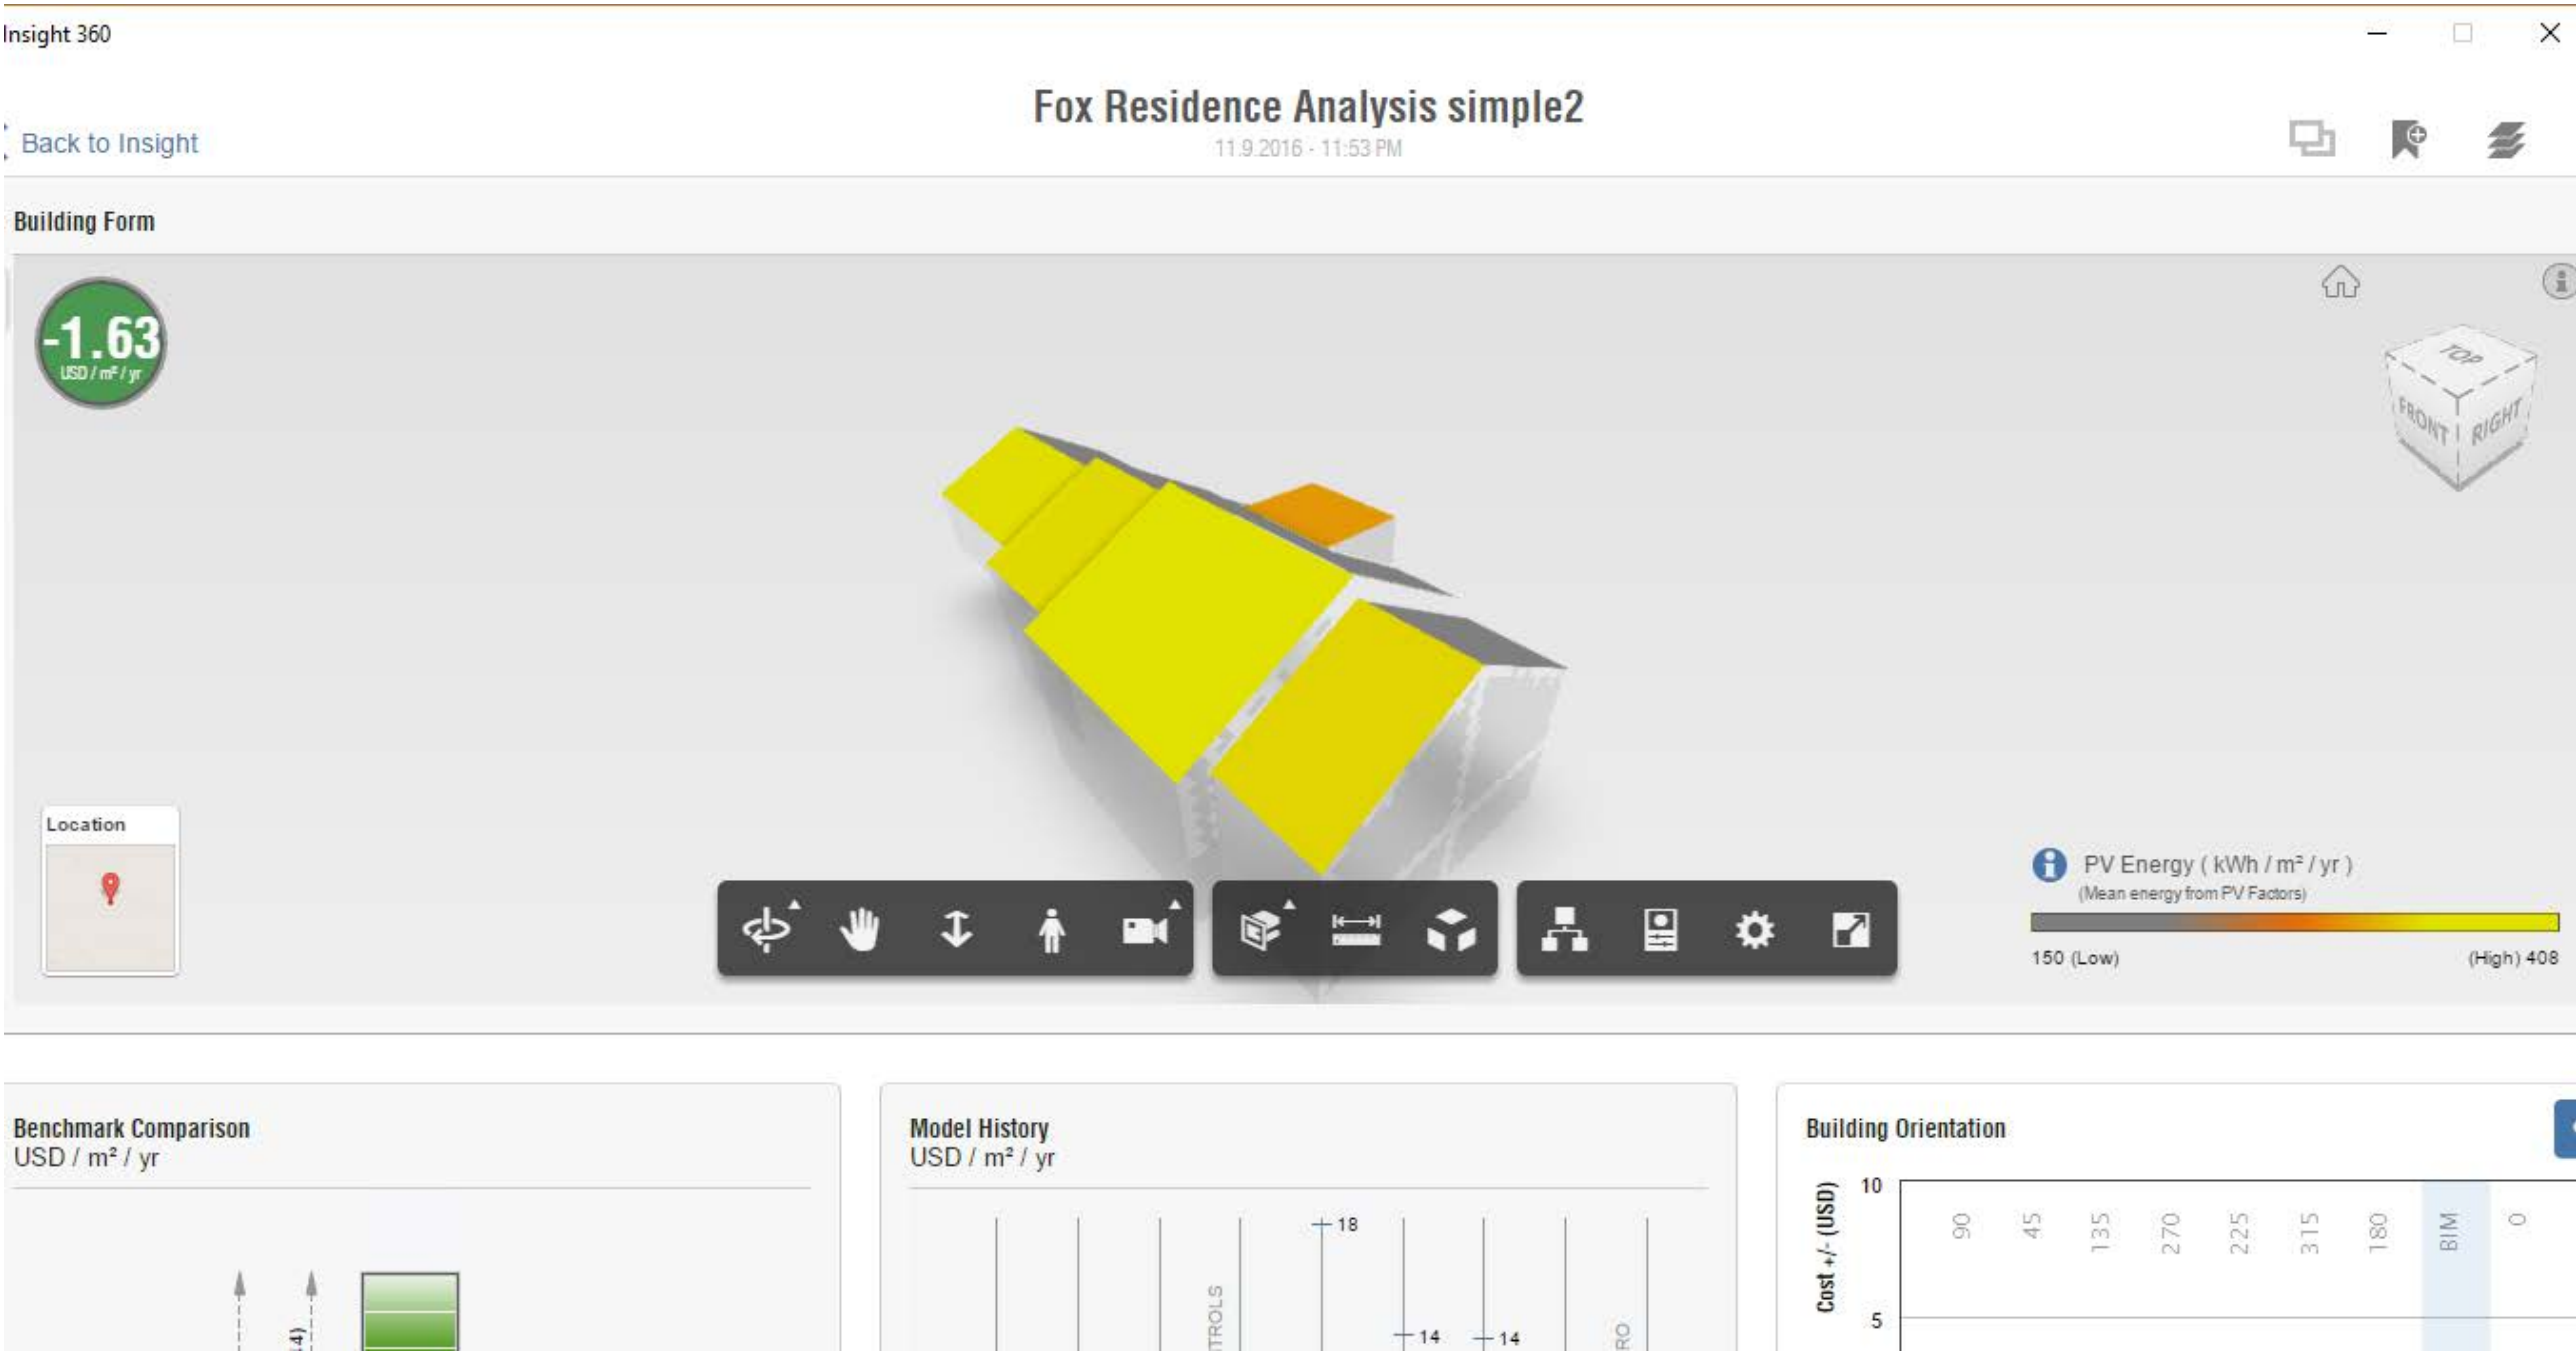 Insight 360
Fox Residence Analysis simple2
Back to Insight
11.9.2016 - 11:53 PM
Building Form
-1.63
USD / m² / yr
TOP
FRONT
RIGHT
Location
PV Energy ( kWh / m² / yr )
(Mean energy from PV Factors)
150 (Low)
(High) 408
Benchmark Comparison
USD / m² / yr
14)
Model History
USD / m² / yr
TROLS
18
14
14
RO
Building Orientation
Cost +/- (USD)
10
5
90
45
135
270
225
315
180
BIM
0